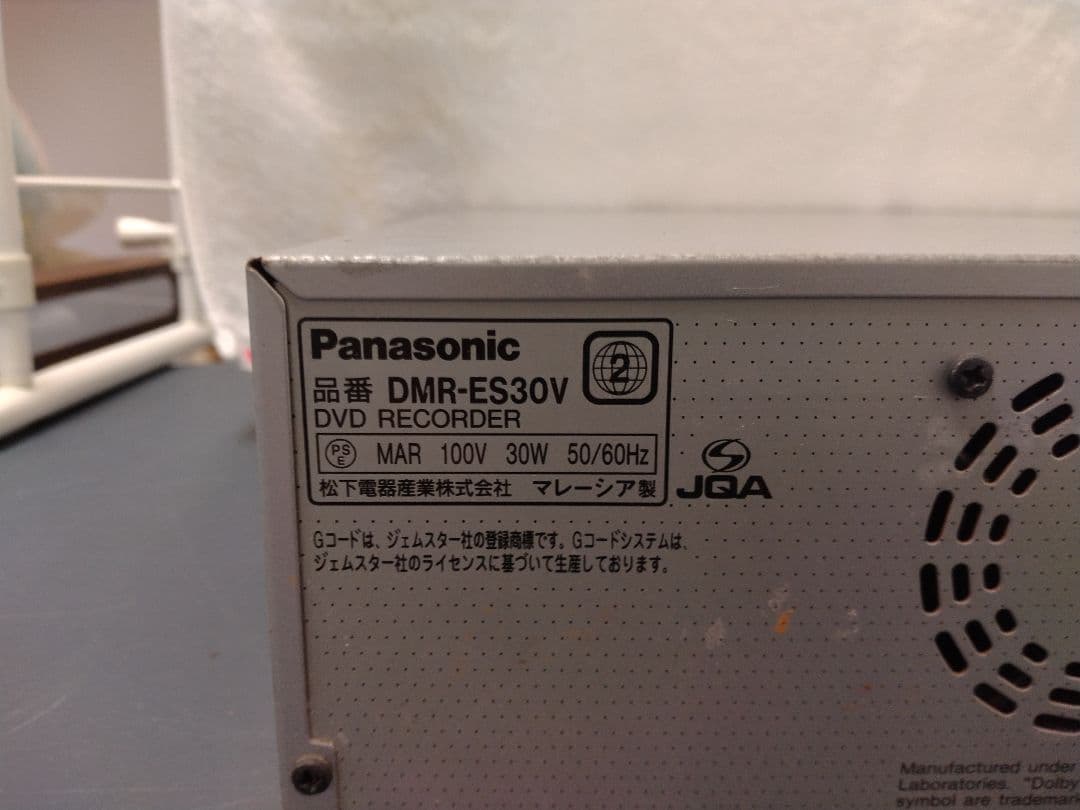 Panasonic
2
品番 DMR-ES30V
DVD RECORDER
PS E MAR 100V 30W 50/60Hz
松下電器産業株式会社 マレーシア製
JQA
Gコードは、ジェムスター社の登録商標です。Gコードシステムは、
ジェムスター社のライセンスに基づいて生産しております。
Manufactured under
Laboratories. "Dolby
symbol are trademar